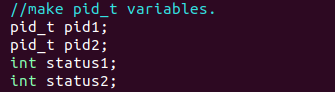 //make pid_t variables.
pid_t pid1;
pid_t pid2;
int status1;
int status2;